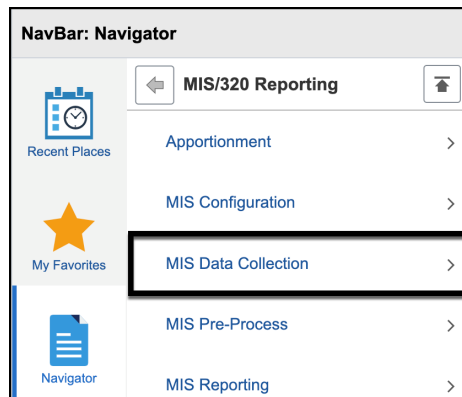 NavBar: Navigator
Recent Places
My Favorites
Navigator
MIS/320 Reporting
Apportionment
MIS Configuration
MIS Data Collection
MIS Pre-Process
MIS Reporting